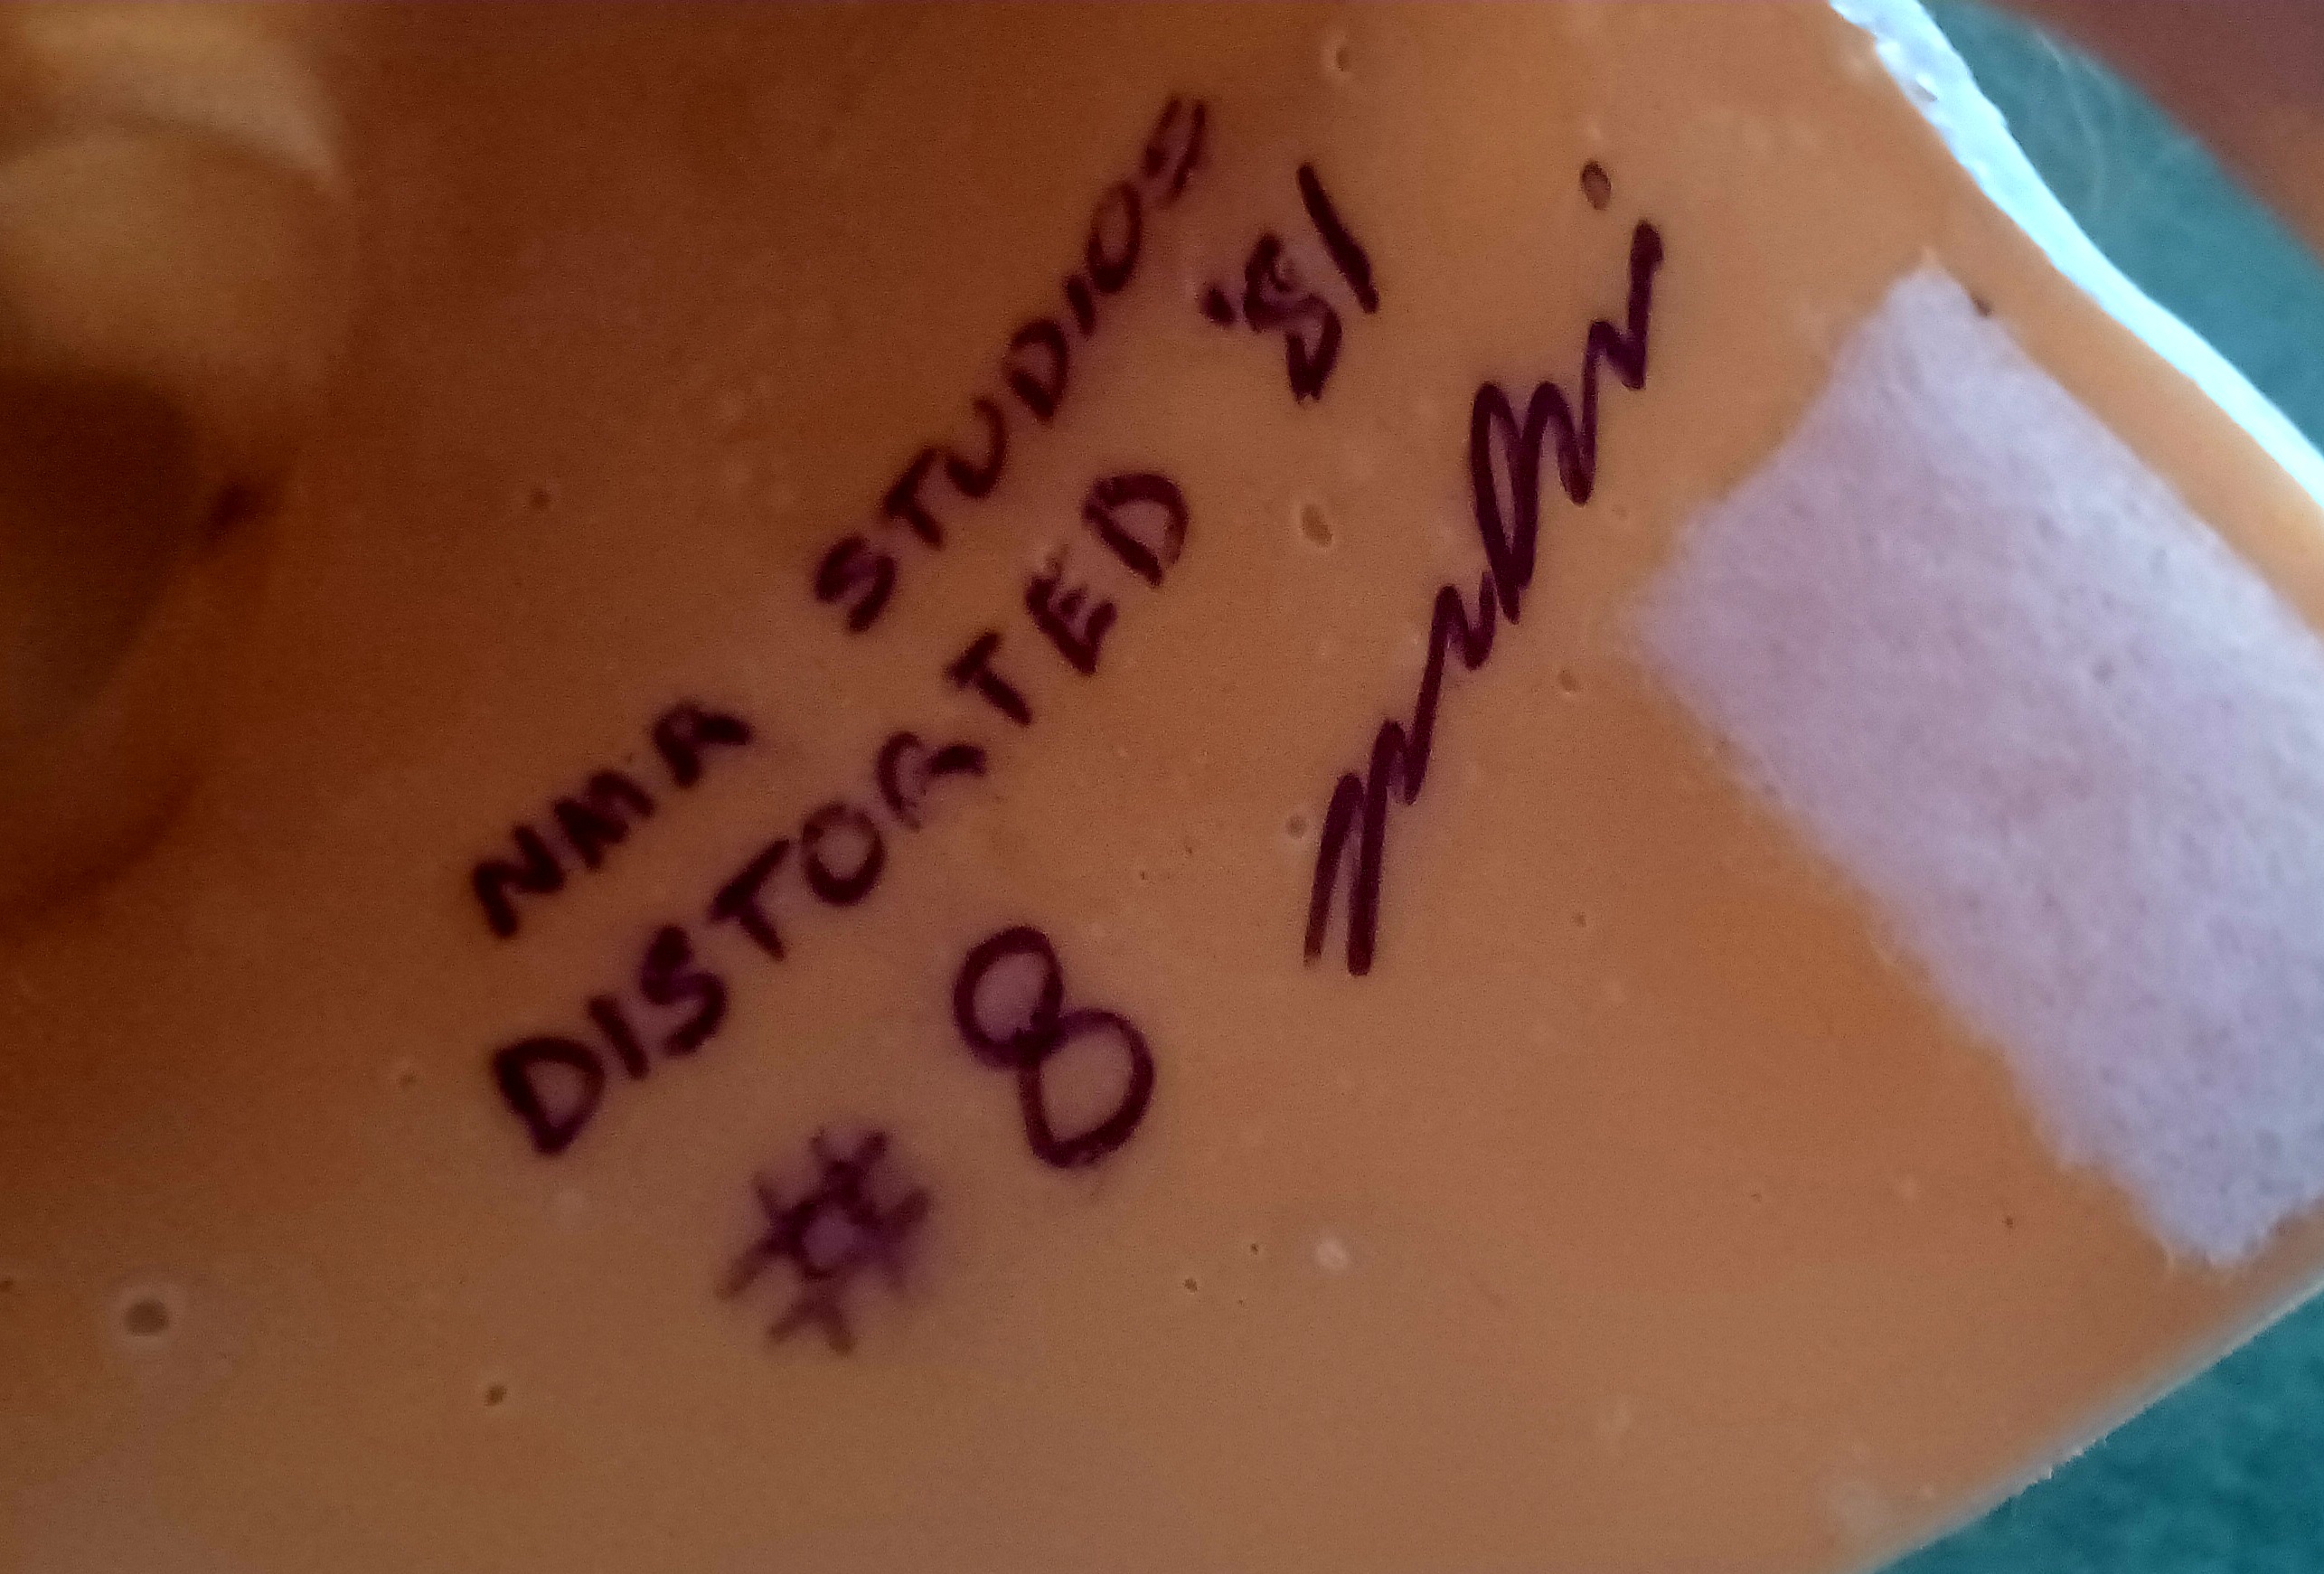 NMA STUDIOS
DISTORTED '81
#8